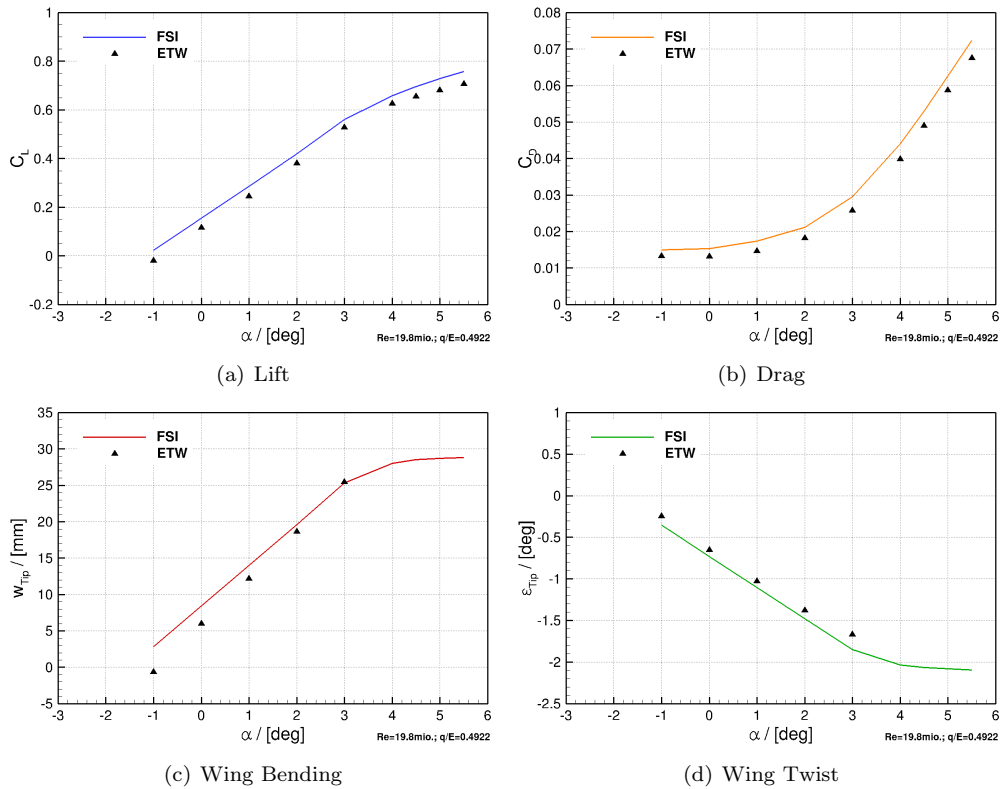 1
0.8
0.6
0.4
0.2
0
-0.2
C_L
FSI
ETW
-3 -2 -1 0 1 2 3 4 5 6
α / [deg]
Re=19.8mio.; q/E=0.4922
(a) Lift
0.08
0.07
0.06
0.05
0.04
0.03
0.02
0.01
0
C_D
FSI
ETW
-3 -2 -1 0 1 2 3 4 5 6
α / [deg]
Re=19.8mio.; q/E=0.4922
(b) Drag
35
30
25
20
15
10
5
0
-5
w_Tip / [mm]
FSI
ETW
-3 -2 -1 0 1 2 3 4 5 6
α / [deg]
Re=19.8mio.; q/E=0.4922
(c) Wing Bending
1
0.5
0
-0.5
-1
-1.5
-2
-2.5
ε_Tip / [deg]
FSI
ETW
-3 -2 -1 0 1 2 3 4 5 6
α / [deg]
Re=19.8mio.; q/E=0.4922
(d) Wing Twist